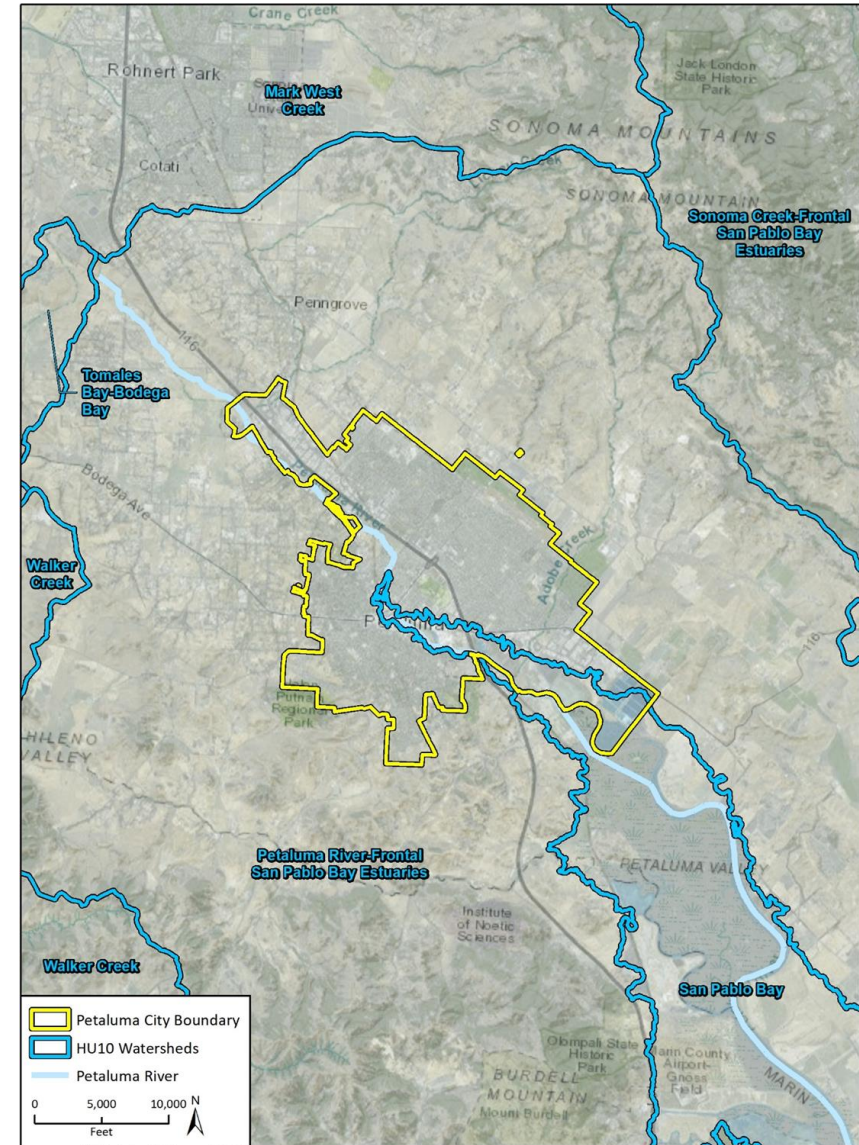 Crane Creek
Rohnert Park
Jack London
State Historic
Park
Mark West
Creek
SONOMA MOUNTAINS
Cotati
SONOMA MOUNTAIN
Sonoma Creek-Frontal
San Pablo Bay
Estuaries
Penngrove
116
Tomales
Bay-Bodega
Bay
Bodega Ave
Walker
Creek
Adobe Creek
116
Putnam
Regional
Park
HILENO
VALLEY
Petaluma River-Frontal
San Pablo Bay Estuaries
PETALUMA VALLEY
Institute
of Noetic
Sciences
Walker Creek
San Pablo Bay
Olompali State
Historic
Park
Marin County
Airport-
Gnoss
Field
BURDELL
MOUNTAIN
Mount Burdell
MARIN
Petaluma City Boundary
HU10 Watersheds
Petaluma River
0 5,000 10,000
Feet
N